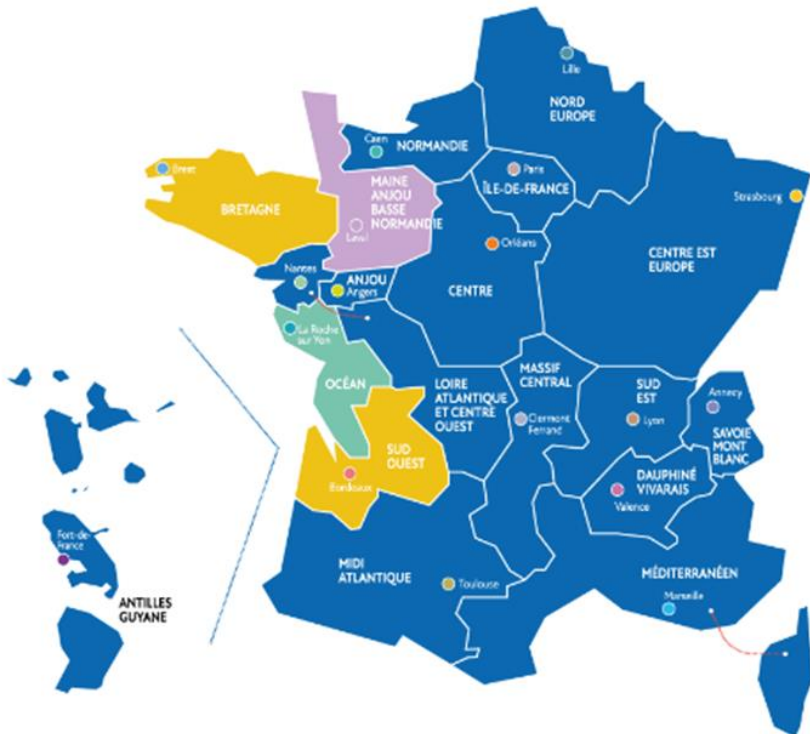 Lille
NORD
EUROPE
Caen
NORMANDIE
Paris
ÎLE-DE-FRANCE
Brest
BRETAGNE
MAINE
ANJOU
BASSE
NORMANDIE
Laval
Strasbourg
Orléans
CENTRE EST
EUROPE
Nantes
ANJOU
Angers
CENTRE
La Roche
sur Yon
OCÉAN
LOIRE
ATLANTIQUE
ET CENTRE
OUEST
MASSIF
CENTRAL
Clermont
Ferrand
SUD
EST
Lyon
Annecy
SAVOIE
MONT
BLANC
SUD
OUEST
Bordeaux
DAUPHINÉ
VIVARAIS
Valence
MIDI
ATLANTIQUE
Toulouse
MÉDITERRANÉEN
Marseille
Fort-de-
France
ANTILLES
GUYANE